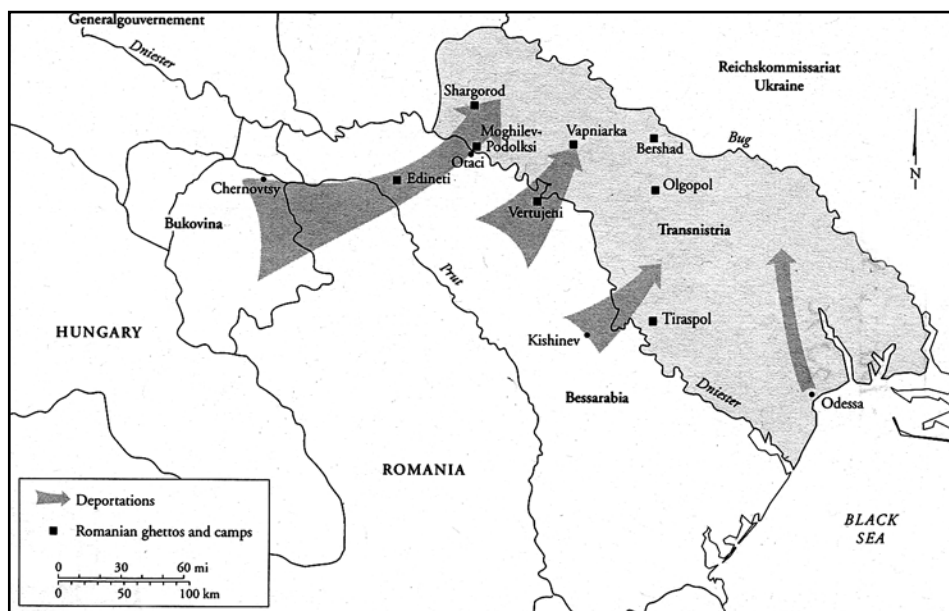 Generalgouvernement
Dniester
Reichskommissariat
Ukraine
Shargorod
Moghilev-
Podolksi
Otaci
Vapniarka
Bershad
Bug
N
Chernovtsy
Edineti
Olgopol
Bukovina
Vertujeni
Transnistria
Prut
HUNGARY
Tiraspol
Kishinev
Dniester
Bessarabia
Odessa
ROMANIA
BLACK
SEA
Deportations
Romanian ghettos and camps
0 30 60 mi
0 50 100 km